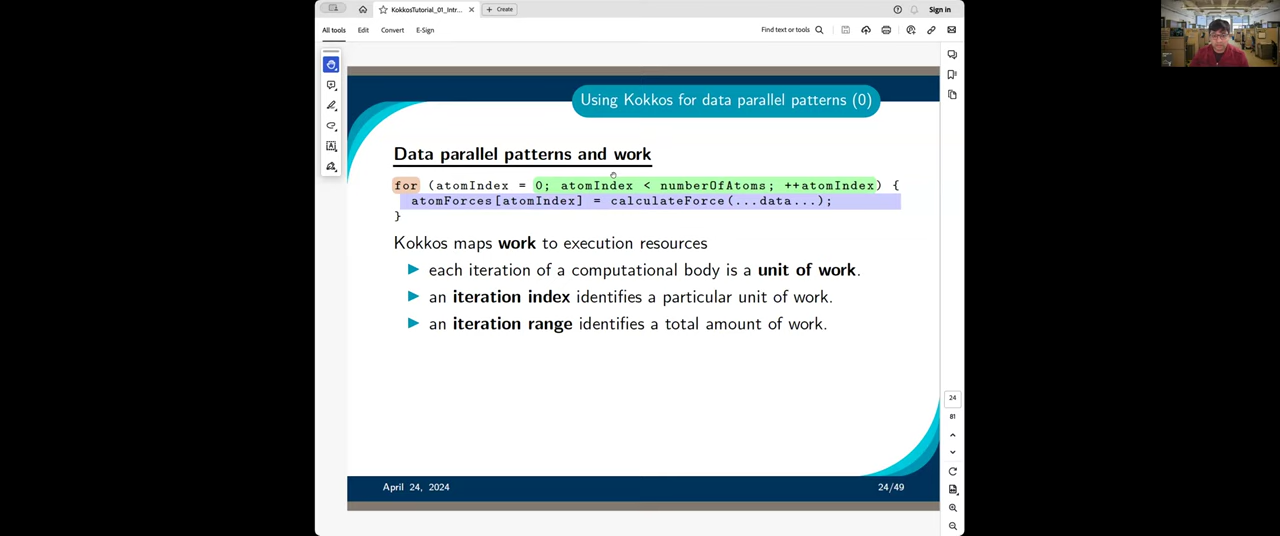 KokkosTutorial_01_Intr...
Create
Sign in
All tools
Edit
Convert
E-Sign
Find text or tools
Using Kokkos for data parallel patterns (0)
Data parallel patterns and work
for (atomIndex = 0; atomIndex < numberOfAtoms; ++atomIndex) {
atomForces[atomIndex] = calculateForce(...data...);
}
Kokkos maps work to execution resources
▶ each iteration of a computational body is a unit of work.
▶ an iteration index identifies a particular unit of work.
▶ an iteration range identifies a total amount of work.
24
81
April 24, 2024
24/49